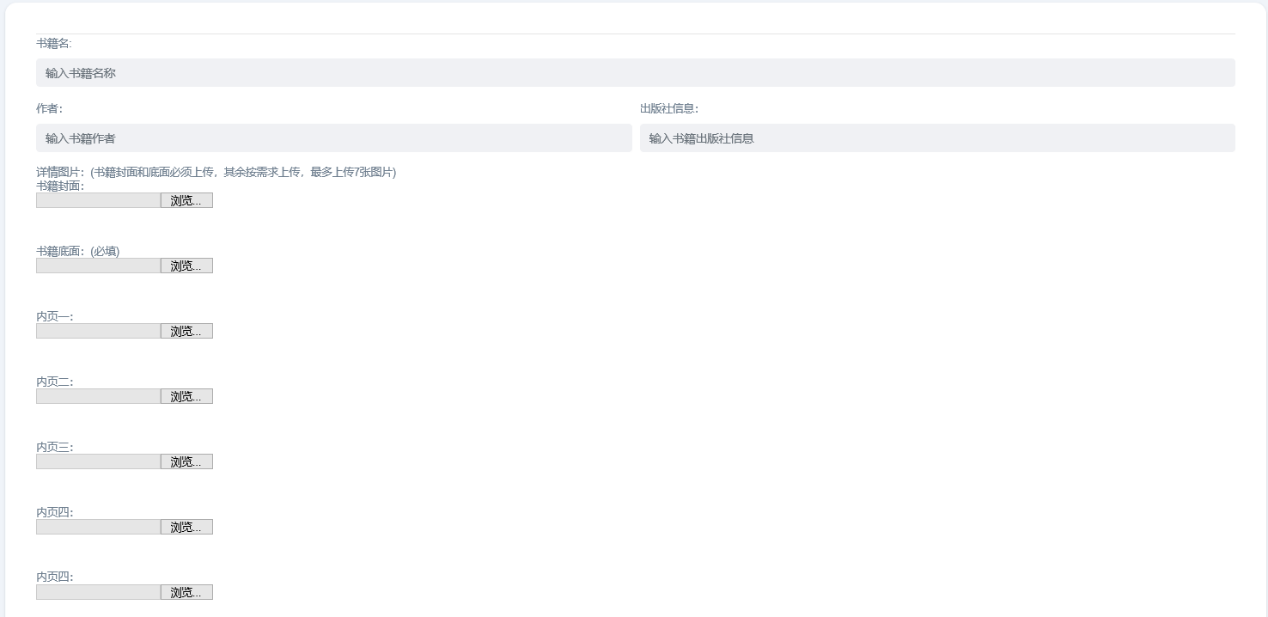 书籍名:
输入书籍名称
作者： 出版社信息：
输入书籍作者 输入书籍出版社信息
详情图片：(书籍封面和底面必须上传，其余按需求上传，最多上传7张图片)
书籍封面：
浏览...
书籍底面：(必填)
浏览...
内页一：
浏览...
内页二：
浏览...
内页三：
浏览...
内页四：
浏览...
内页四：
浏览...